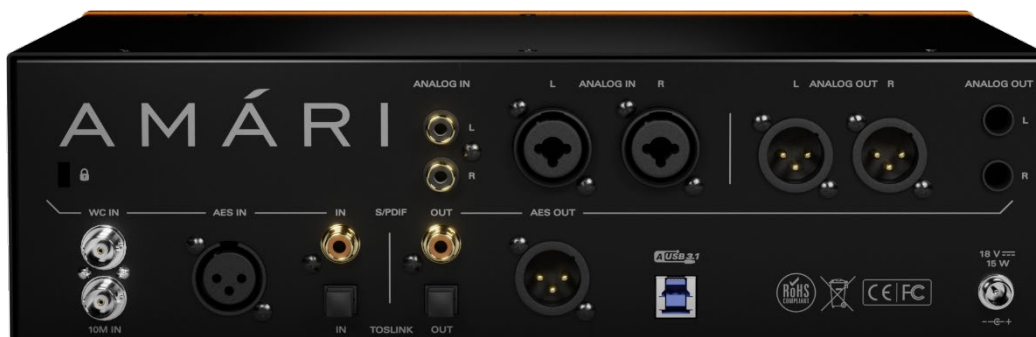 ANALOG IN
L ANALOG IN R
L ANALOG OUT R
ANALOG OUT
AMÁRI
L
R
L
R
WC IN
AES IN
IN S/PDIF OUT
AES OUT
A USB 3.1
18 V
15 W
RoHS
COMPLIANT
CE FC
10M IN
IN TOSLINK OUT